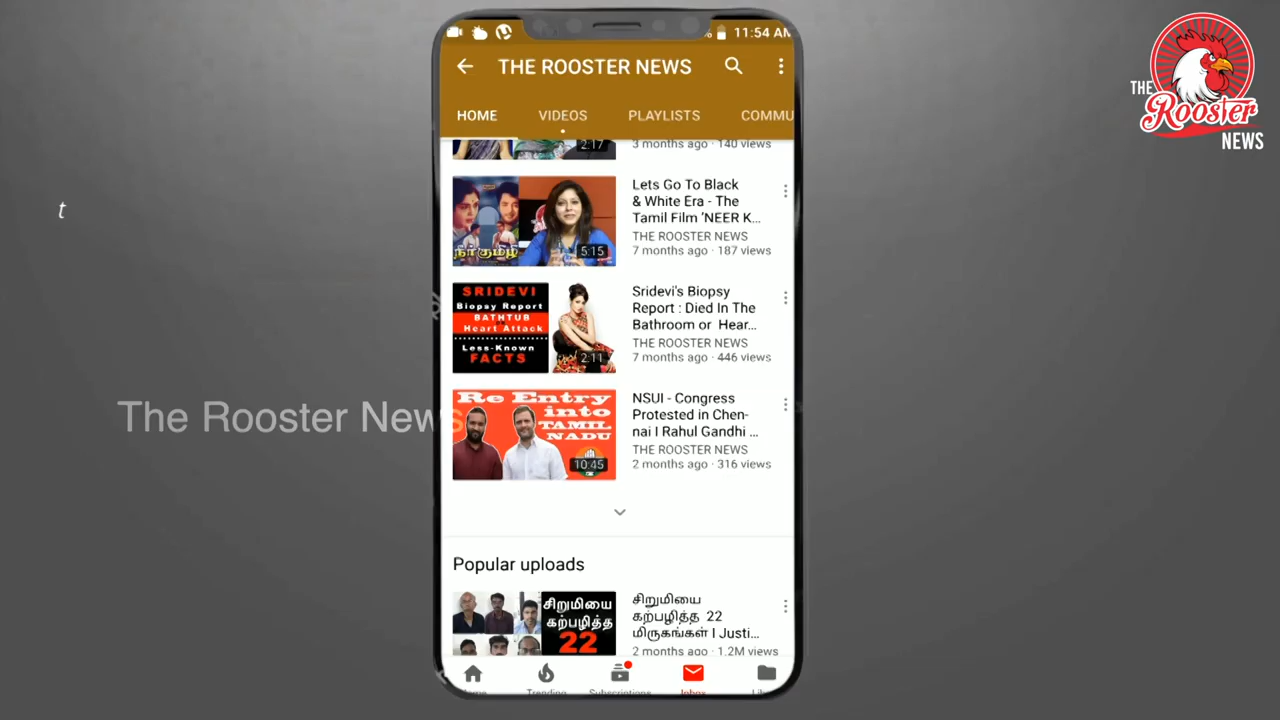 11:54 AM
THE ROOSTER NEWS
HOME VIDEOS PLAYLISTS COMMU
2:17
3 months ago · 140 views
நீர்குமிழி
5:15
Lets Go To Black
& White Era - The
Tamil Film 'NEER K...
THE ROOSTER NEWS
7 months ago · 187 views
SRIDEVI
Biopsy Report
BATHTUB
Heart Attack
Less-Known
FACTS
2:11
Sridevi's Biopsy
Report : Died In The
Bathroom or Hear...
THE ROOSTER NEWS
7 months ago · 446 views
Re Entry
into
TAMIL
NADU
10:45
NSUI - Congress
Protested in Chen-
nai I Rahul Gandhi ...
THE ROOSTER NEWS
2 months ago · 316 views
Popular uploads
சிறுமியை
கற்பழித்த
22
சிறுமியை
கற்பழித்த 22
மிருகங்கள் I Justi...
2 months ago · 1.2M views
Home Trending Subscriptions Inbox
t
The Rooster News
THE
Rooster
NEWS